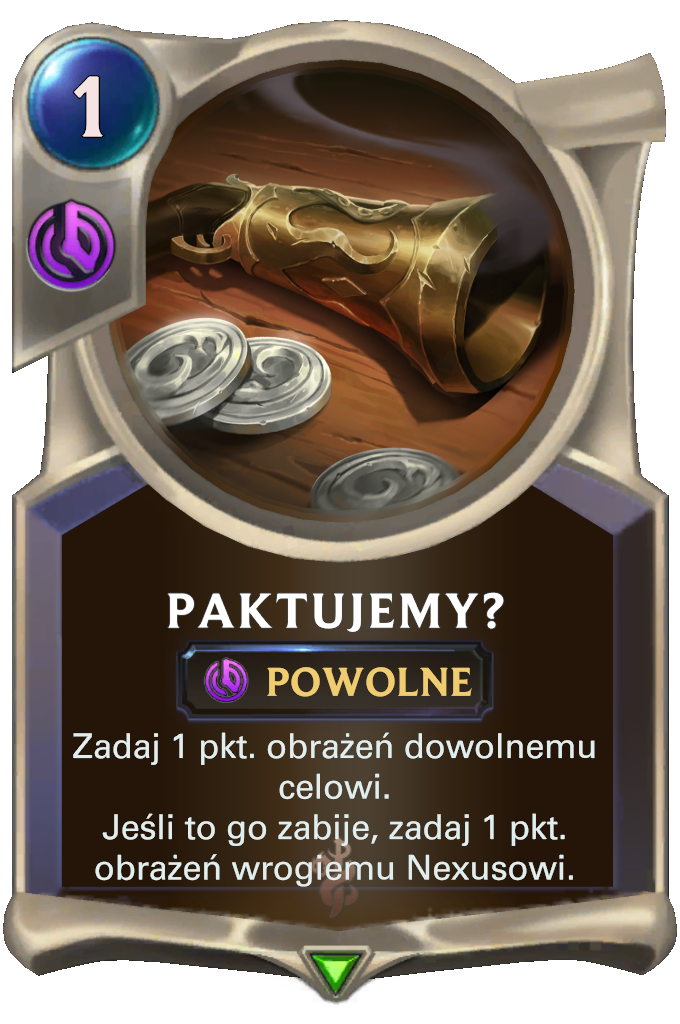 1
PAKTUJEMY?
POWOLNE
Zadaj 1 pkt. obrażeń dowolnemu
celowi.
Jeśli to go zabije, zadaj 1 pkt.
obrażeń wrogiemu Nexusowi.